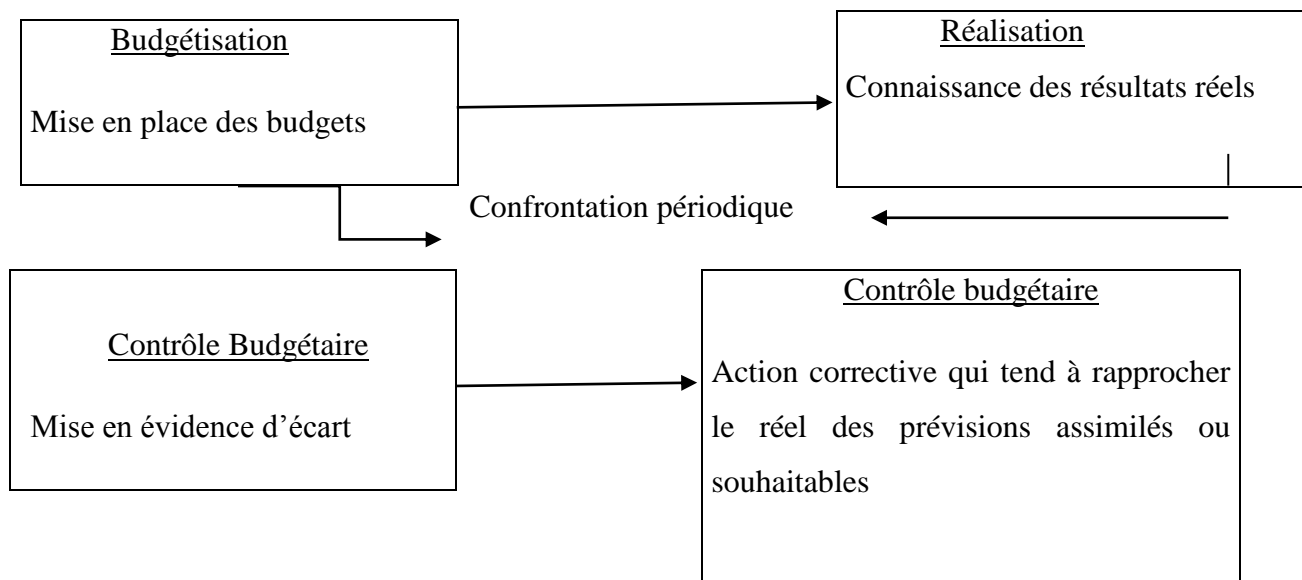 Budgétisation
Mise en place des budgets
Réalisation
Connaissance des résultats réels
Confrontation périodique
Contrôle Budgétaire
Mise en évidence d’écart
Contrôle budgétaire
Action corrective qui tend à rapprocher
le réel des prévisions assimilés ou
souhaitables